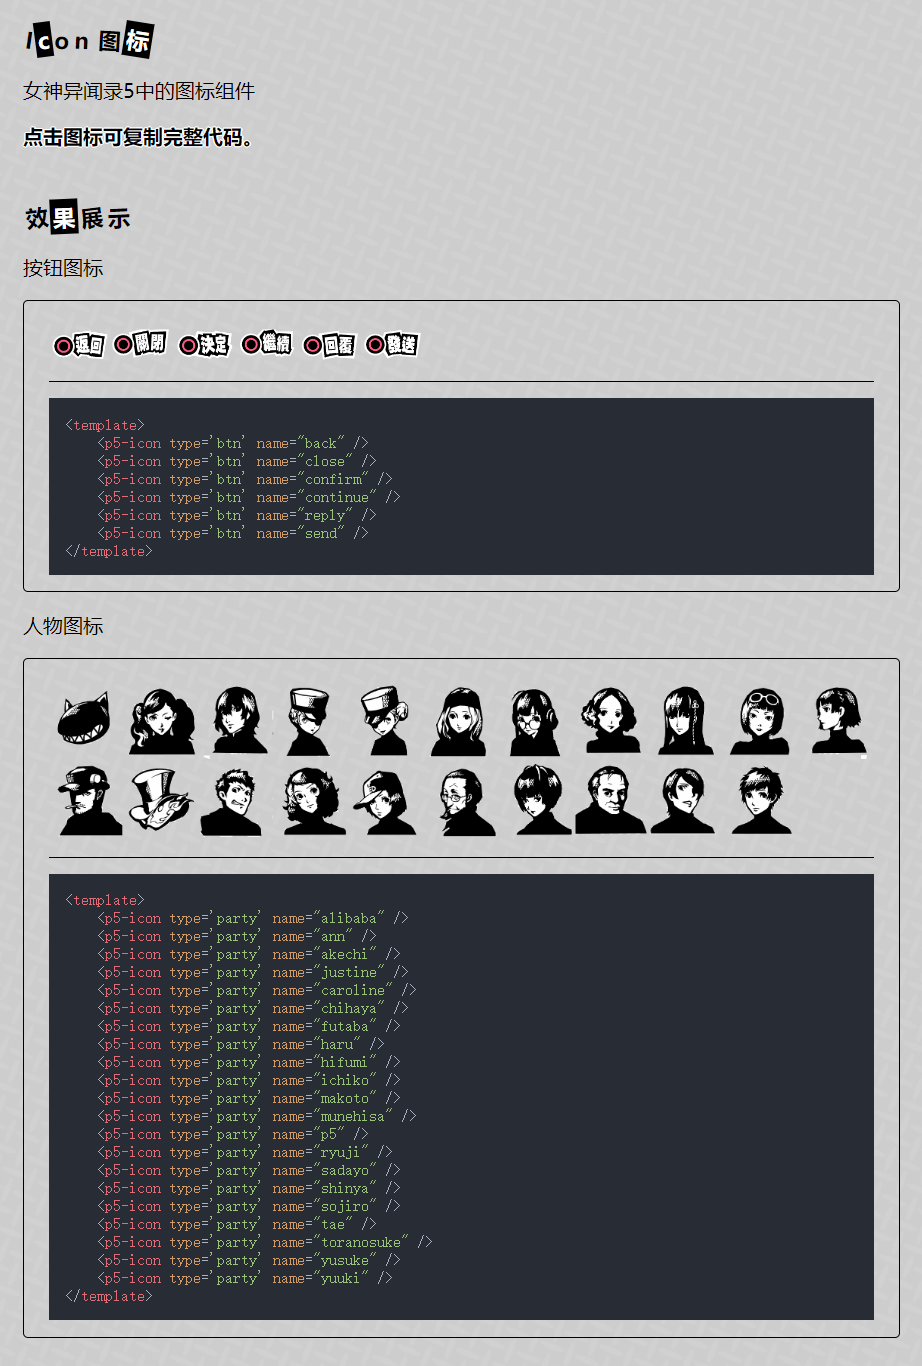 Icon 图标
女神异闻录5中的图标组件
点击图标可复制完整代码。
效果展示
按钮图标
返回 關閉 決定 繼續 回覆 發送
<template>
    <p5-icon type='btn' name="back" />
    <p5-icon type='btn' name="close" />
    <p5-icon type='btn' name="confirm" />
    <p5-icon type='btn' name="continue" />
    <p5-icon type='btn' name="reply" />
    <p5-icon type='btn' name="send" />
</template>
人物图标
<template>
    <p5-icon type='party' name="alibaba" />
    <p5-icon type='party' name="ann" />
    <p5-icon type='party' name="akechi" />
    <p5-icon type='party' name="justine" />
    <p5-icon type='party' name="caroline" />
    <p5-icon type='party' name="chihaya" />
    <p5-icon type='party' name="futaba" />
    <p5-icon type='party' name="haru" />
    <p5-icon type='party' name="hifumi" />
    <p5-icon type='party' name="ichiko" />
    <p5-icon type='party' name="makoto" />
    <p5-icon type='party' name="munehisa" />
    <p5-icon type='party' name="p5" />
    <p5-icon type='party' name="ryuji" />
    <p5-icon type='party' name="sadayo" />
    <p5-icon type='party' name="shinya" />
    <p5-icon type='party' name="sojiro" />
    <p5-icon type='party' name="tae" />
    <p5-icon type='party' name="toranosuke" />
    <p5-icon type='party' name="yusuke" />
    <p5-icon type='party' name="yuuki" />
</template>